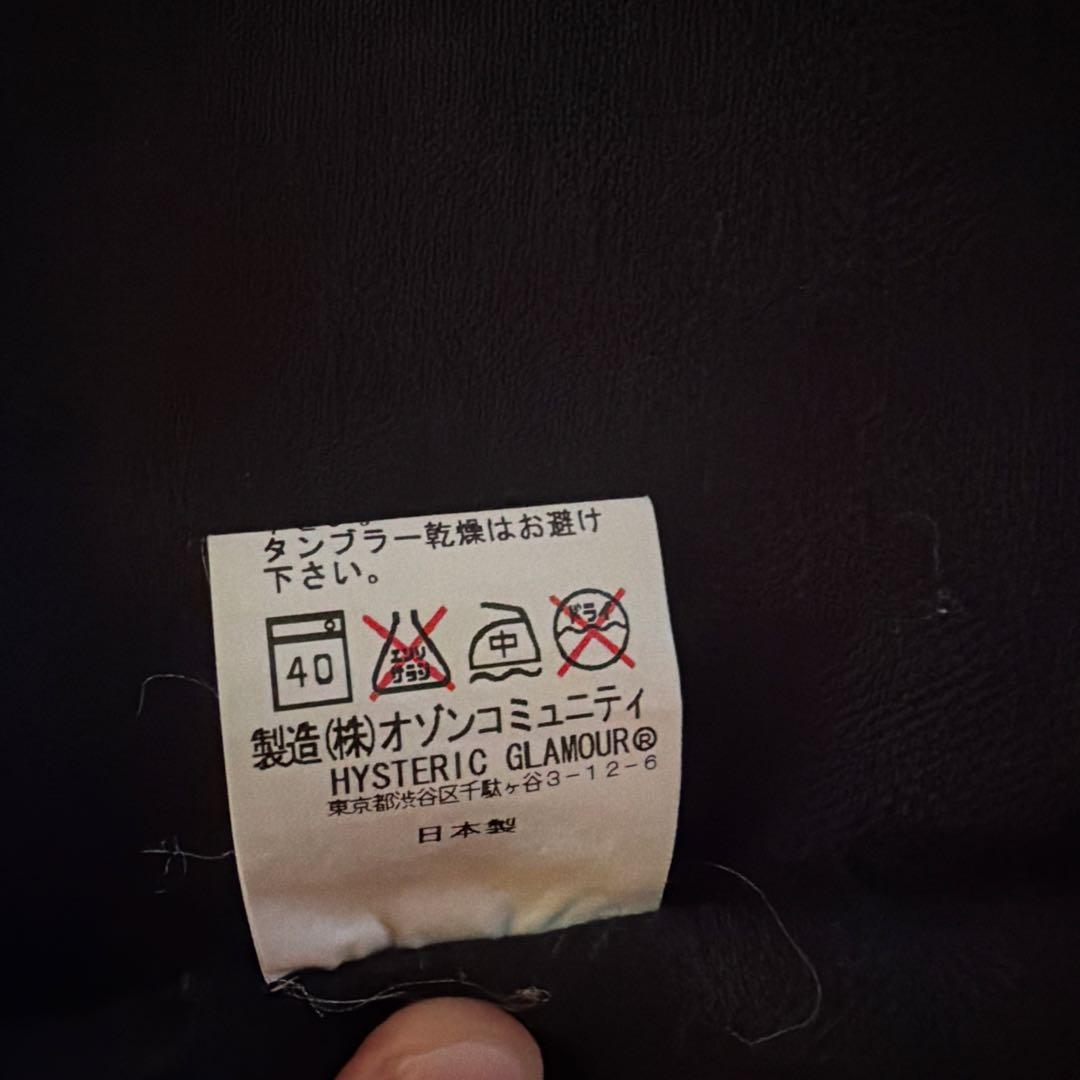 タンブラー乾燥はお避け
下さい。
40
エンソ
サラシ
中
ドライ
製造(株)オゾンコミュニティ
HYSTERIC GLAMOUR®
東京都渋谷区千駄ヶ谷3-12-6
日本製